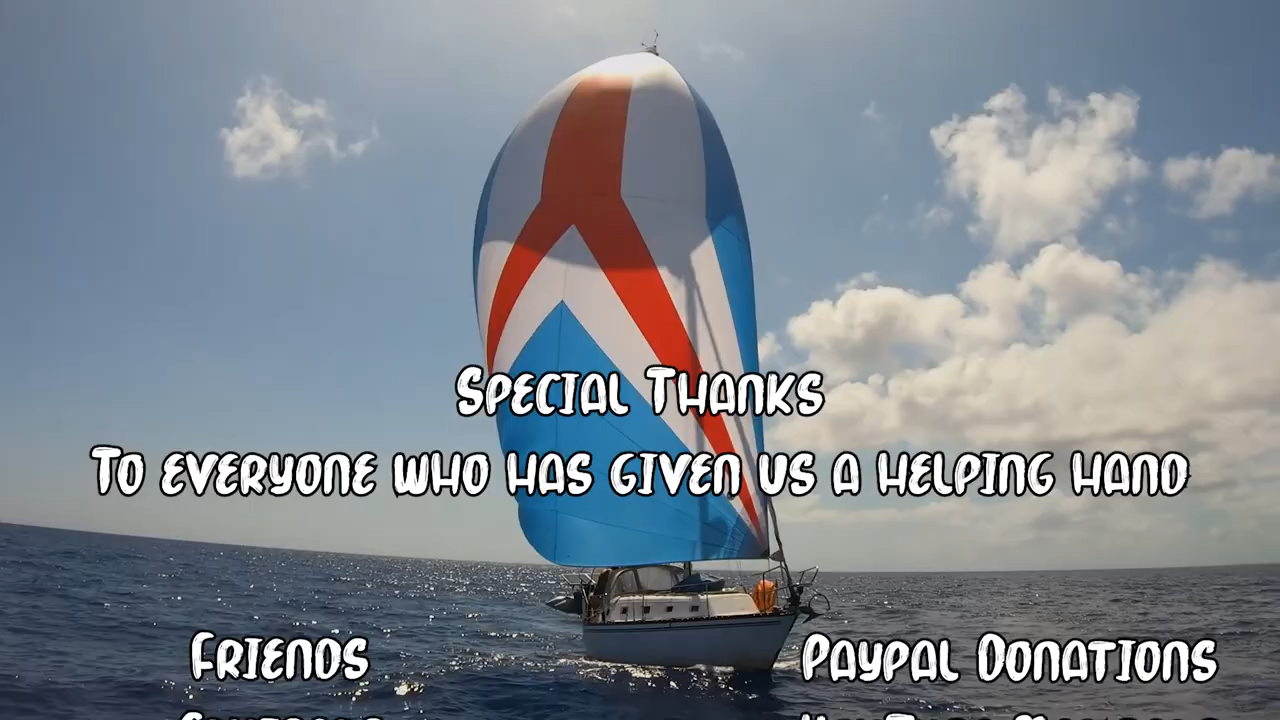 Special Thanks
To everyone who has given us a helping hand
Friends
Paypal Donations